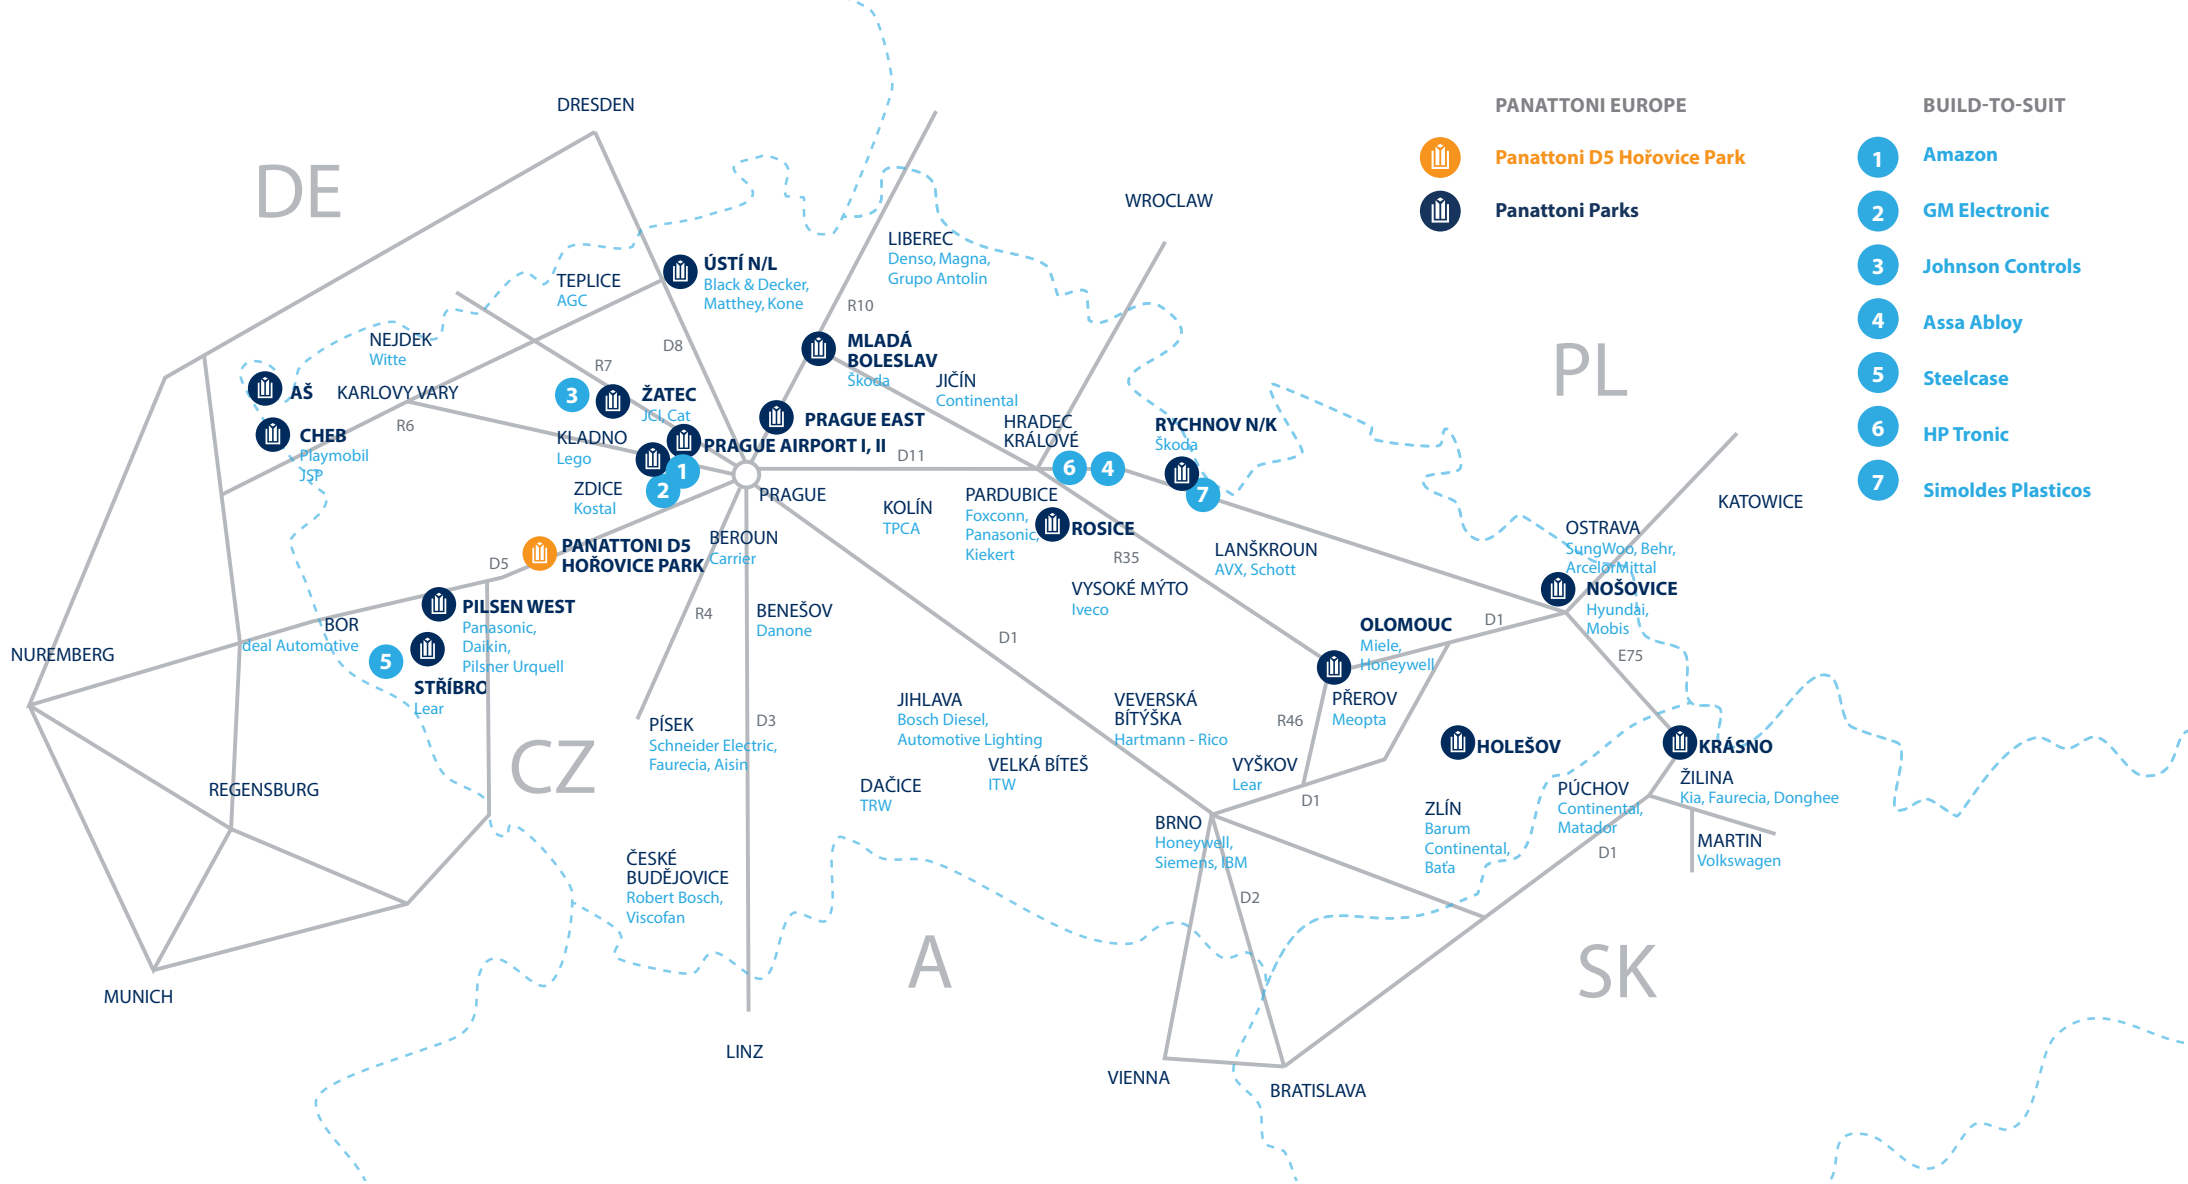 DRESDEN
DE
PANATTONI EUROPE
Panattoni D5 Hořovice Park
Panattoni Parks
BUILD-TO-SUIT
1 Amazon
2 GM Electronic
3 Johnson Controls
4 Assa Abloy
5 Steelcase
6 HP Tronic
7 Simoldes Plasticos
WROCLAW
PL
LIBEREC
Denso, Magna,
Grupo Antolin
ÚSTÍ N/L
Black & Decker,
Matthey, Kone
TEPLICE
AGC
R10
D8
R7
NEJDEK
Witte
MLADÁ
BOLESLAV
Škoda
JIČÍN
Continental
AŠ
KARLOVY VARY
R6
3
ŽATEC
JCI, Cat
CHEB
Playmobil
JSP
KLADNO
Lego
PRAGUE EAST
PRAGUE AIRPORT I, II
D11
HRADEC
KRÁLOVÉ
RYCHNOV N/K
Škoda
6
4
7
1
2
ZDICE
Kostal
PRAGUE
KOLÍN
TPCA
PARDUBICE
Foxconn,
Panasonic,
Kiekert
ROSICE
R35
KATOWICE
OSTRAVA
SungWoo, Behr,
ArcelorMittal
NOŠOVICE
Hyundai,
Mobis
BEROUN
Carrier
PANATTONI D5
HOŘOVICE PARK
D5
LANŠKROUN
AVX, Schott
VYSOKÉ MÝTO
Iveco
PILSEN WEST
Panasonic,
Daikin,
Pilsner Urquell
R4
BENEŠOV
Danone
D1
OLOMOUC
Miele,
Honeywell
D1
E75
BOR
deal Automotive
NUREMBERG
5
STŘÍBRO
Lear
PÍSEK
Schneider Electric,
Faurecia, Aisin
D3
JIHLAVA
Bosch Diesel,
Automotive Lighting
VEVERSKÁ
BÍTÝŠKA
Hartmann - Rico
R46
PŘEROV
Meopta
HOLEŠOV
KRÁSNO
CZ
REGENSBURG
DAČICE
TRW
VELKÁ BÍTEŠ
ITW
VYŠKOV
Lear
D1
PÚCHOV
Continental,
Matador
ŽILINA
Kia, Faurecia, Donghee
ZLÍN
Barum
Continental,
Baťa
BRNO
Honeywell,
Siemens, IBM
D1
MARTIN
Volkswagen
ČESKÉ
BUDĚJOVICE
Robert Bosch,
Viscofan
D2
A
SK
MUNICH
LINZ
VIENNA
BRATISLAVA